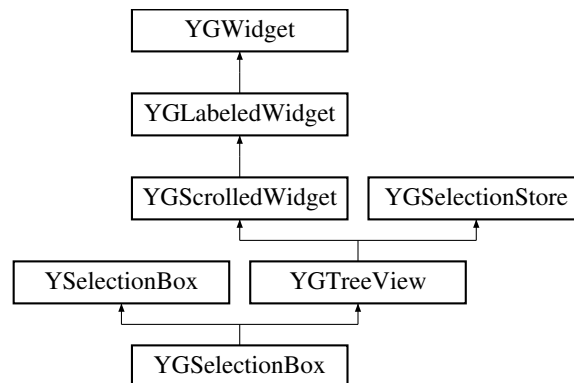 YGWidget
YGLabeledWidget
YGScrolledWidget
YGSelectionStore
YSelectionBox
YGTreeView
YGSelectionBox